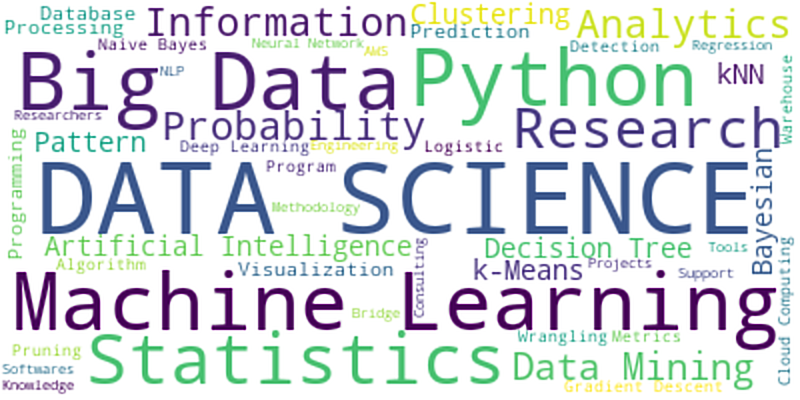 Database
Processing
Information
Clustering
Analytics
Naive Bayes
Neural Network
Prediction
Detection
Regression
AWS
Big Data
NLP
Python
kNN
Warehouse
Researchers
Probability
Research
Pattern
Deep Learning
Engineering
Logistic
Programming
Program
DATA SCIENCE
Bayesian
Methodology
Artificial Intelligence
Decision Tree
Tools
Algorithm
Visualization
Consulting
k-Means
Projects
Support
Cloud Computing
Machine Learning
Bridge
Statistics
Wrangling
Metrics
Pruning
Data Mining
Softwares
Knowledge
Gradient Descent